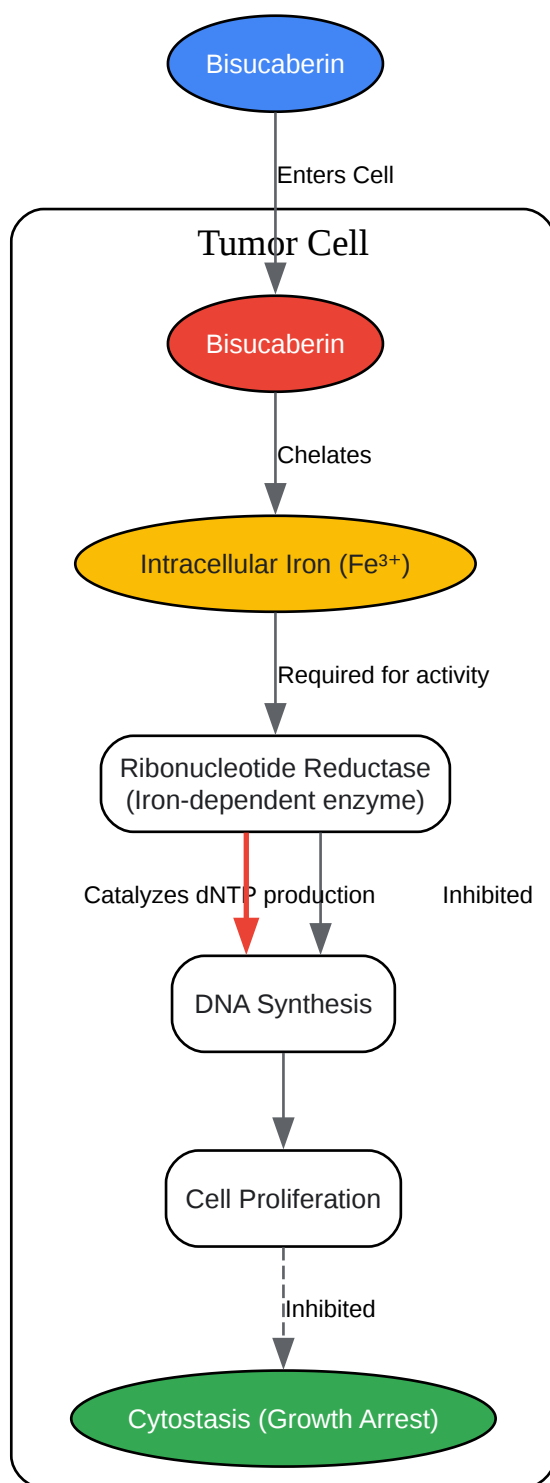 Bisucaberin
Enters Cell
Tumor Cell
Bisucaberin
Chelates
Intracellular Iron (Fe³⁺)
Required for activity
Ribonucleotide Reductase
(Iron-dependent enzyme)
Catalyzes dNTP production
Inhibited
DNA Synthesis
Cell Proliferation
Inhibited
Cytostasis (Growth Arrest)